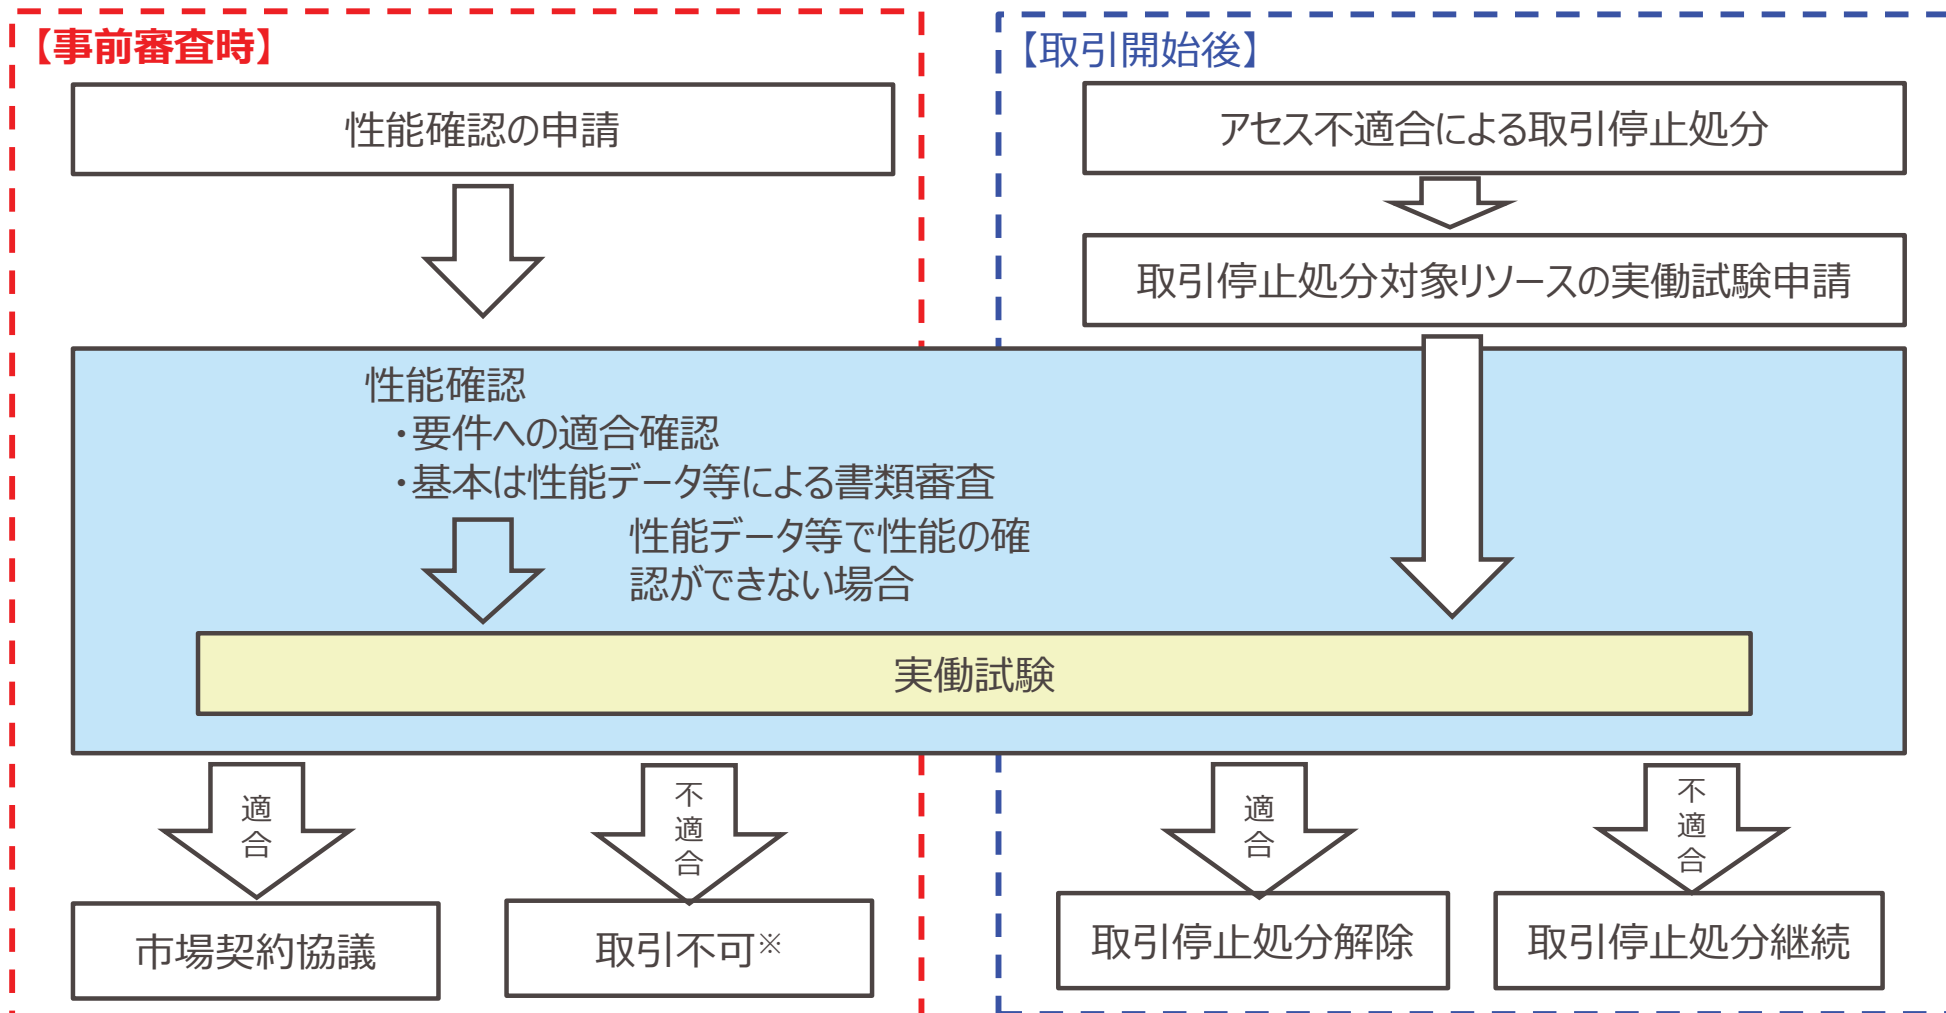 【事前審査時】
性能確認の申請
【取引開始後】
アセス不適合による取引停止処分
取引停止処分対象リソースの実働試験申請
性能確認
・要件への適合確認
・基本は性能データ等による書類審査
性能データ等で性能の確
認ができない場合
実働試験
適合
不適合
適合
不適合
市場契約協議
取引不可※
取引停止処分解除
取引停止処分継続